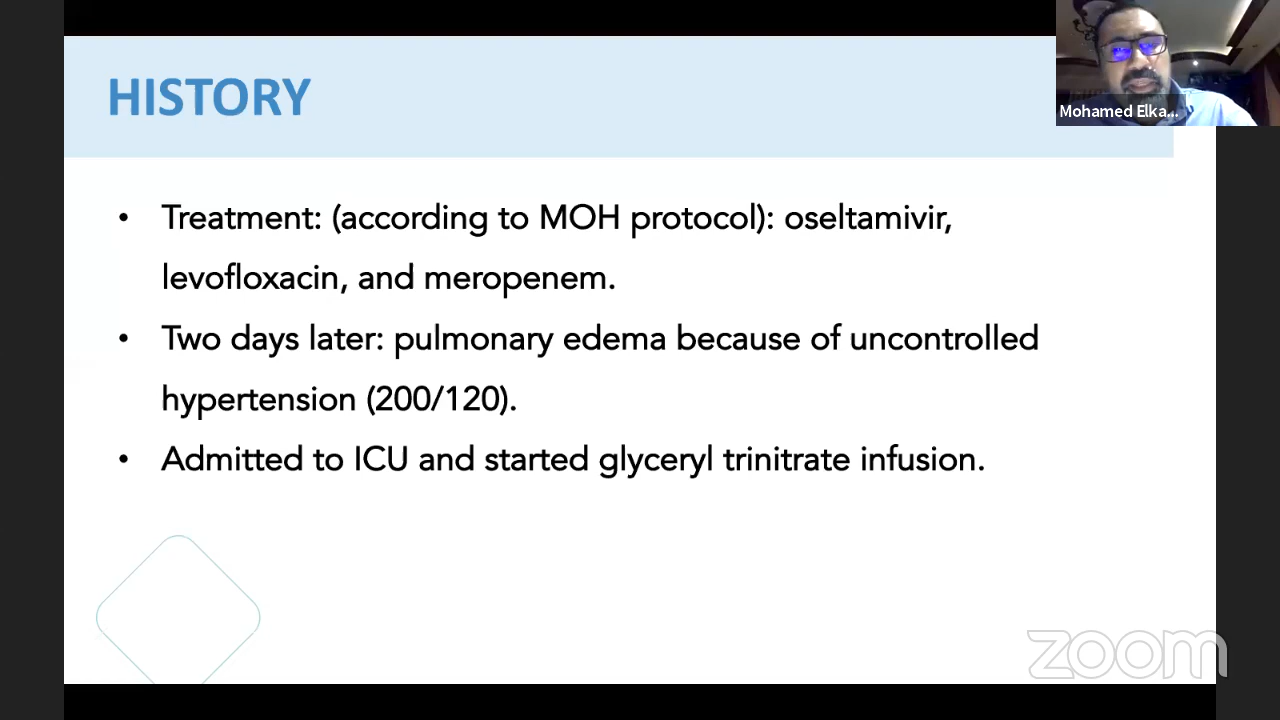 HISTORY
Mohamed Elka...
• Treatment: (according to MOH protocol): oseltamivir,
levofloxacin, and meropenem.
• Two days later: pulmonary edema because of uncontrolled
hypertension (200/120).
• Admitted to ICU and started glyceryl trinitrate infusion.
zoom